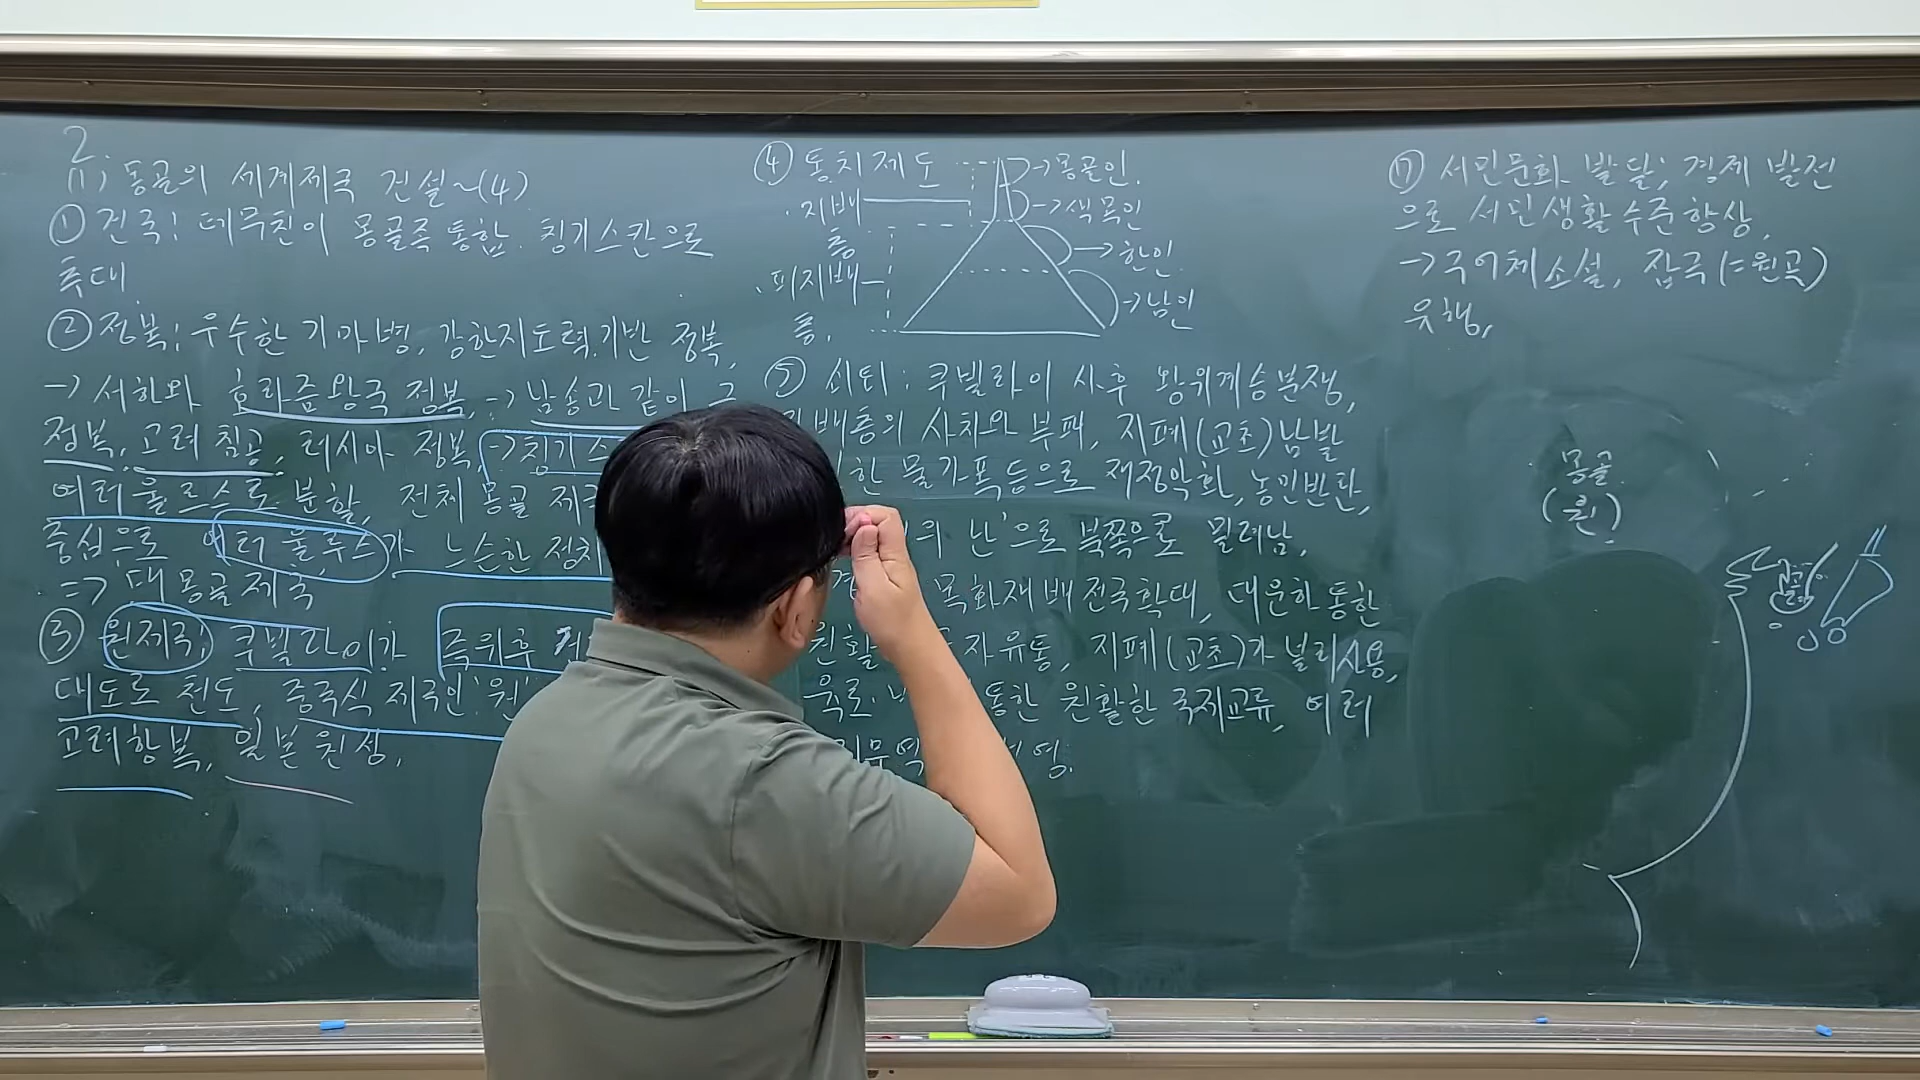 2.
(1) 몽골의 세계제국 건설~(4)
① 건국: 테무친이 몽골족 통합. 칭기스칸으로
추대.
② 정복: 우수한 기마병, 강한지도력.기반 정복,
→ 서하와 호라즘왕국 정복, → 남송과 같이 금
정복, 고려 침공, 러시아 정복, → 칭기스
여러 울르스로 분할, 전체 몽골 제국
중심으로 여러 울루스가 느슨한 정치
=> 대 몽골제국
③ 원제국: 쿠빌라이가 즉위후
대도로 천도, 중국식 제국인 '원'
고려항복, 일본 원정,
④ 통치제도
→몽골인.
.지배
층
→색목인
→한인.
.피지배
층.
→남인
⑤ 쇠퇴: 쿠빌라이 사후 왕위계승분쟁,
배층의 사치와 부패, 지폐(교초)남발
한 물가폭등으로 재정악화, 농민반란,
의 난'으로 북쪽으로 밀려남.
목화재배 전국확대, 대운하 통한
원활 자유통, 지폐(교초)가 널리사용,
육로. 통한 원활한 국제교류, 여러
무역
⑦ 서민문화 발달; 경제 발전
으로 서민생활수준향상,
→구어체소설, 잡극(=원곡)
유행,
몽골
(원)